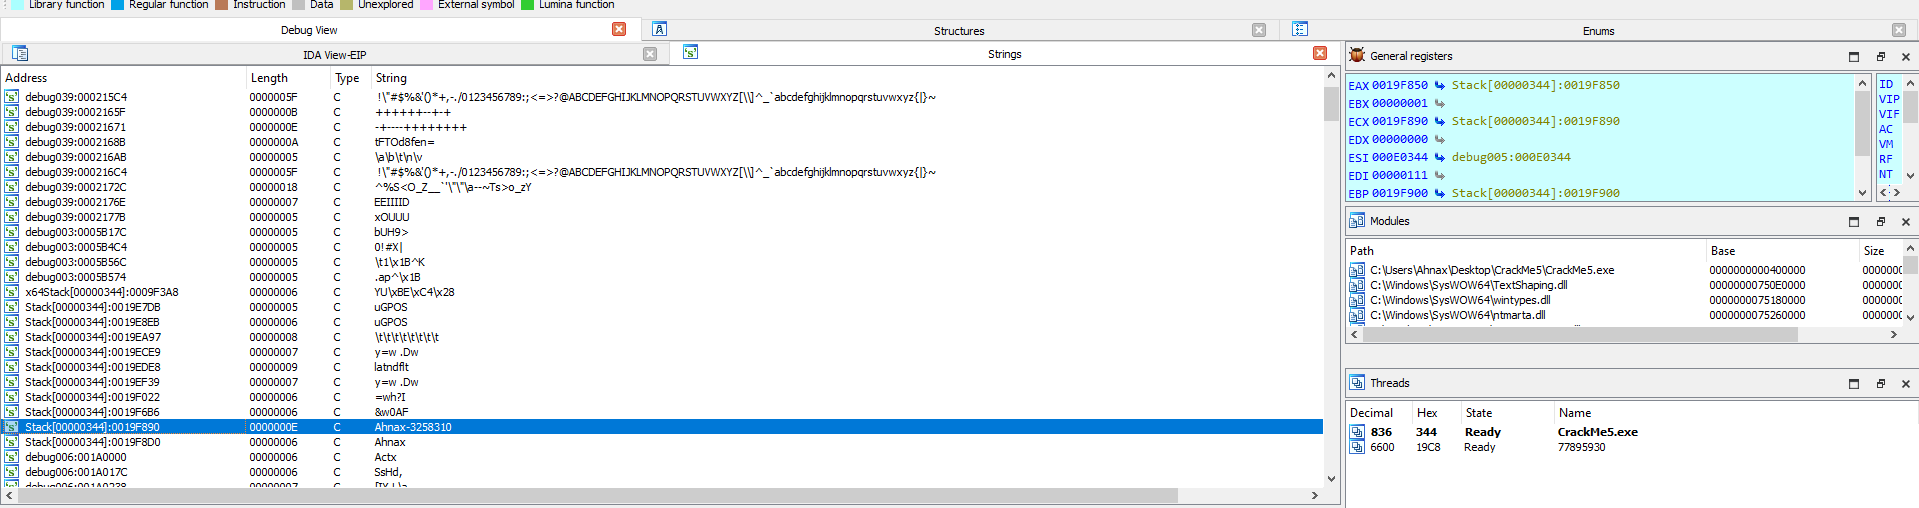 Library function Regular function Instruction Data Unexplored External symbol Lumina function
Debug View Structures Enums
IDA View-EIP Strings General registers
Address Length Type String
debug039:000215C4 0000005F C !\"#$%&'()*+,-./0123456789:;<=>?@ABCDEFGHIJKLMNOPQRSTUVWXYZ[\\]^_`abcdefghijklmnopqrstuvwxyz{|}~
debug039:0002165F 0000000B C ++++++--+-+
debug039:00021671 0000000E C -+----++++++++
debug039:0002168B 0000000A C tFTOd8fen=
debug039:000216AB 00000005 C \a\b\t\n\v
debug039:000216C4 0000005F C !\"#$%&'()*+,-./0123456789:;<=>?@ABCDEFGHIJKLMNOPQRSTUVWXYZ[\\]^_`abcdefghijklmnopqrstuvwxyz{|}~
debug039:0002172C 00000018 C ^%S<O_Z__`'\"\"\a--~Ts>o_zY
debug039:0002176E 00000007 C EEIIIID
debug039:0002177B 00000005 C xOUUU
debug003:0005B17C 00000005 C bUH9>
debug003:0005B4C4 00000005 C 0!#X|
debug003:0005B56C 00000005 C \t1\x1B^K
debug003:0005B574 00000005 C .ap^\x1B
x64Stack[00000344]:0009F3A8 00000006 C YU\xBE\xC4\x28
Stack[00000344]:0019E7DB 00000005 C uGPOS
Stack[00000344]:0019E8EB 00000006 C uGPOS
Stack[00000344]:0019EA97 00000008 C \t\t\t\t\t\t\t\t
Stack[00000344]:0019ECE9 00000007 C y=w .Dw
Stack[00000344]:0019EDE8 00000009 C latndflt
Stack[00000344]:0019EF39 00000007 C y=w .Dw
Stack[00000344]:0019F022 00000006 C =wh?I
Stack[00000344]:0019F6B6 00000006 C &w0AF
Stack[00000344]:0019F890 0000000E C Ahnax-3258310
Stack[00000344]:0019F8D0 00000006 C Ahnax
debug006:001A0000 00000006 C Actx
debug006:001A017C 00000006 C SsHd,
EAX 0019F850 Stack[00000344]:0019F850
EBX 00000001
ECX 0019F890 Stack[00000344]:0019F890
EDX 00000000
ESI 000E0344 debug005:000E0344
EDI 00000111
EBP 0019F900 Stack[00000344]:0019F900
ID
VIP
VIF
AC
VM
RF
NT
Modules
Path Base Size
C:\Users\Ahnax\Desktop\CrackMe5\CrackMe5.exe 0000000000400000 0000000
C:\Windows\SysWOW64\TextShaping.dll 00000000750E0000 0000000
C:\Windows\SysWOW64\wintypes.dll 0000000075180000 0000000
C:\Windows\SysWOW64\ntmarta.dll 0000000075260000 0000000
Threads
Decimal Hex State Name
836 344 Ready CrackMe5.exe
6600 19C8 Ready 77895930